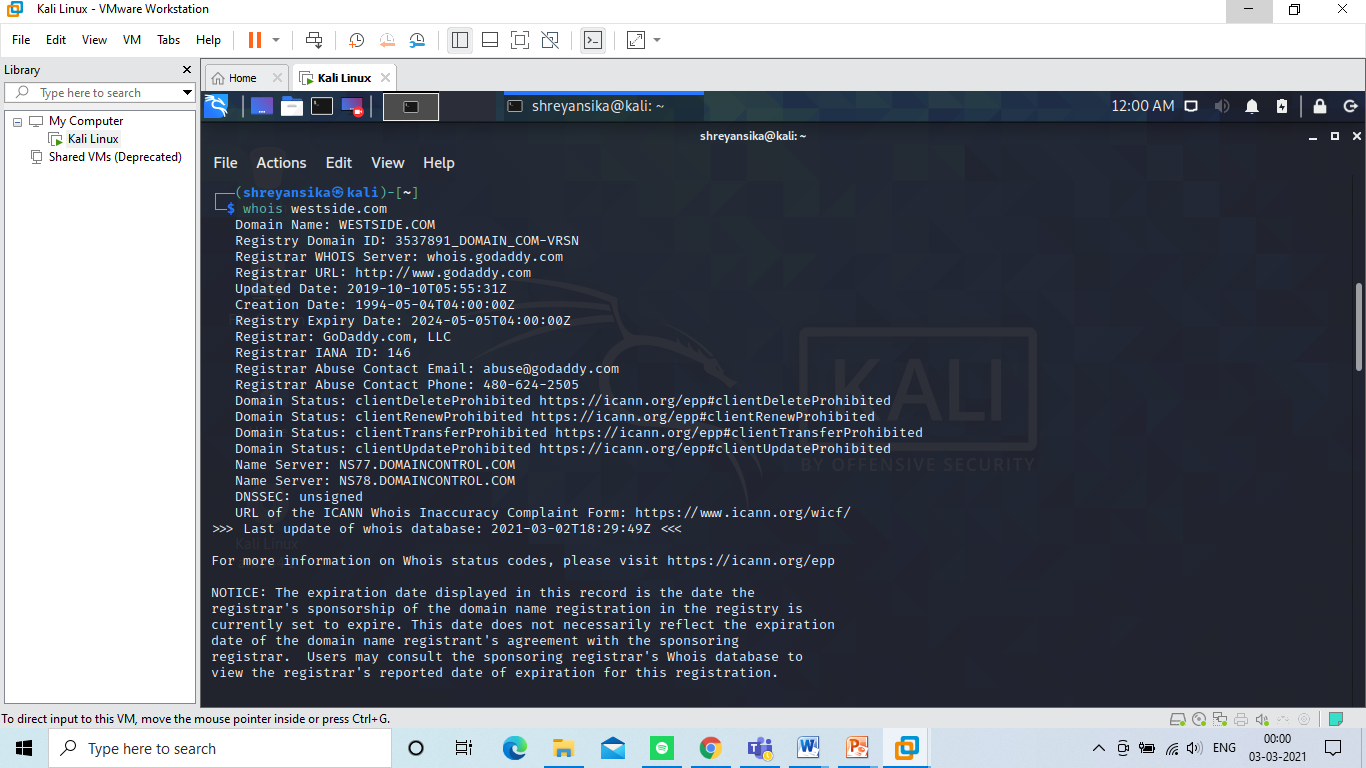 Kali Linux - VMware Workstation
File Edit View VM Tabs Help
Library
Type here to search
My Computer
Kali Linux
Shared VMs (Deprecated)
Home
Kali Linux
shreyansika@kali: ~
12:00 AM
shreyansika@kali: ~
File Actions Edit View Help
(shreyansika㉿kali)-[~]
$ whois westside.com
Domain Name: WESTSIDE.COM
Registry Domain ID: 3537891_DOMAIN_COM-VRSN
Registrar WHOIS Server: whois.godaddy.com
Registrar URL: http://www.godaddy.com
Updated Date: 2019-10-10T05:55:31Z
Creation Date: 1994-05-04T04:00:00Z
Registry Expiry Date: 2024-05-05T04:00:00Z
Registrar: GoDaddy.com, LLC
Registrar IANA ID: 146
Registrar Abuse Contact Email: abuse@godaddy.com
Registrar Abuse Contact Phone: 480-624-2505
Domain Status: clientDeleteProhibited https://icann.org/epp#clientDeleteProhibited
Domain Status: clientRenewProhibited https://icann.org/epp#clientRenewProhibited
Domain Status: clientTransferProhibited https://icann.org/epp#clientTransferProhibited
Domain Status: clientUpdateProhibited https://icann.org/epp#clientUpdateProhibited
Name Server: NS77.DOMAINCONTROL.COM
Name Server: NS78.DOMAINCONTROL.COM
DNSSEC: unsigned
URL of the ICANN Whois Inaccuracy Complaint Form: https://www.icann.org/wicf/
>>> Last update of whois database: 2021-03-02T18:29:49Z <<<
Kali Linux
For more information on Whois status codes, please visit https://icann.org/epp
NOTICE: The expiration date displayed in this record is the date the
registrar's sponsorship of the domain name registration in the registry is
currently set to expire. This date does not necessarily reflect the expiration
date of the domain name registrant's agreement with the sponsoring
registrar.  Users may consult the sponsoring registrar's Whois database to
view the registrar's reported date of expiration for this registration.
KALI
BY OFFENSIVE SECURITY
To direct input to this VM, move the mouse pointer inside or press Ctrl+G.
Type here to search
ENG
00:00
03-03-2021